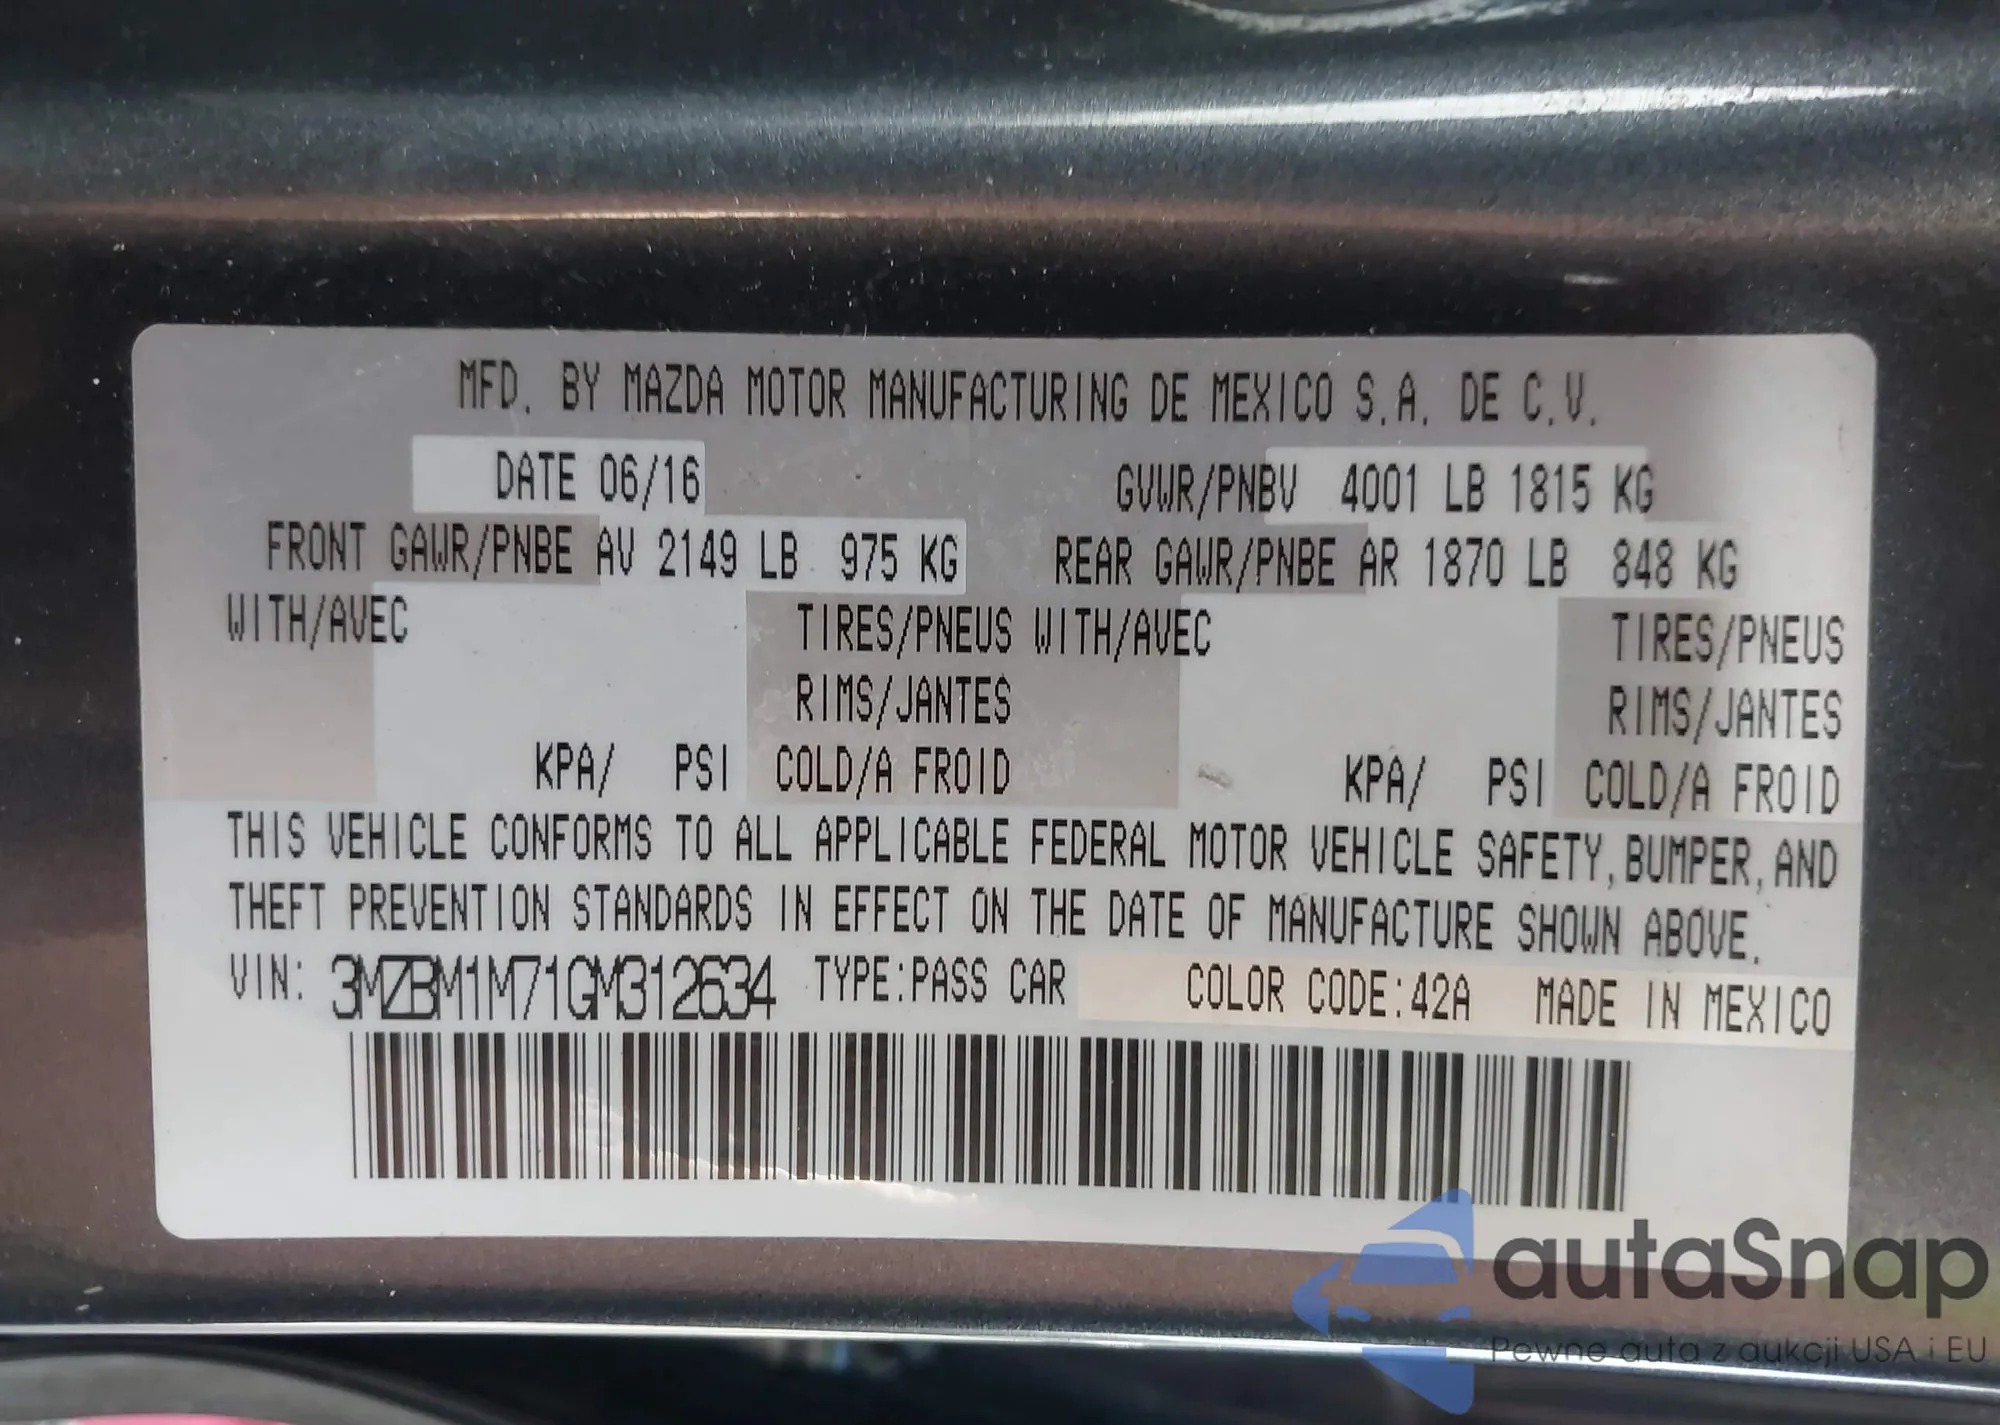 MFD. BY MAZDA MOTOR MANUFACTURING DE MEXICO S.A. DE C.V.
DATE 06/16 GVWR/PNBV 4001 LB 1815 KG
FRONT GAWR/PNBE AV 2149 LB 975 KG REAR GAWR/PNBE AR 1870 LB 848 KG
WITH/AVEC TIRES/PNEUS WITH/AVEC TIRES/PNEUS
RIMS/JANTES RIMS/JANTES
KPA/ PSI COLD/A FROID KPA/ PSI COLD/A FROID
THIS VEHICLE CONFORMS TO ALL APPLICABLE FEDERAL MOTOR VEHICLE SAFETY, BUMPER, AND
THEFT PREVENTION STANDARDS IN EFFECT ON THE DATE OF MANUFACTURE SHOWN ABOVE.
VIN: 3MZBM1M71GM312634 TYPE:PASS CAR COLOR CODE:42A MADE IN MEXICO
autaSnap
Pewne auta z aukcji USA i EU